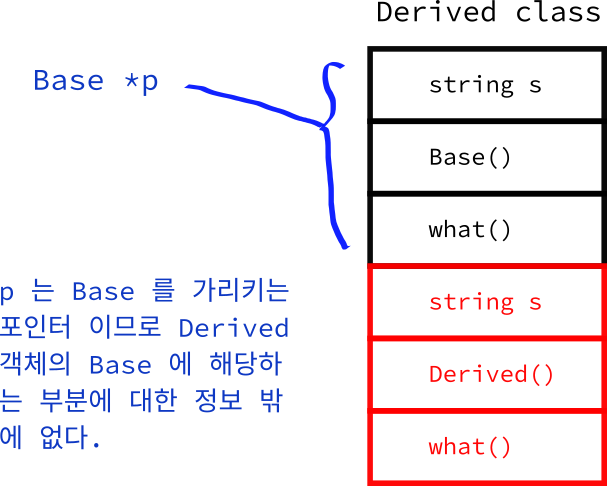 Derived class
Base *p
string s
Base()
what()
string s
Derived()
what()
p 는 Base 를 가리키는
포인터 이므로 Derived
객체의 Base 에 해당하
는 부분에 대한 정보 밖
에 없다.